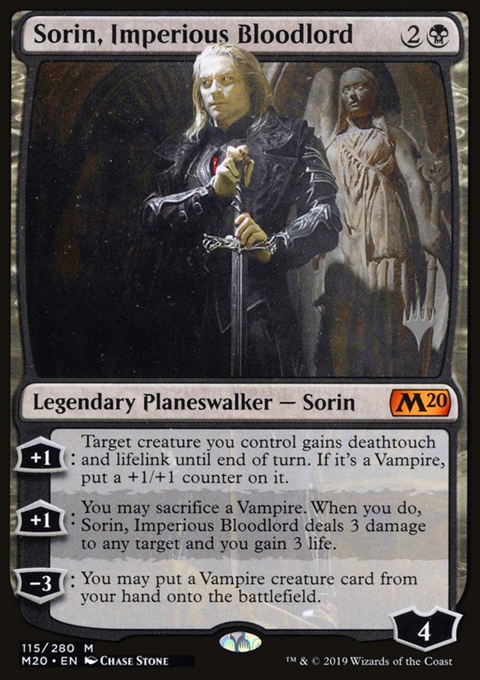 Sorin, Imperious Bloodlord 2
Legendary Planeswalker — Sorin M20
+1: Target creature you control gains deathtouch
and lifelink until end of turn. If it's a Vampire,
put a +1/+1 counter on it.
+1: You may sacrifice a Vampire. When you do,
Sorin, Imperious Bloodlord deals 3 damage
to any target and you gain 3 life.
−3: You may put a Vampire creature card from
your hand onto the battlefield.
4
115/280 M
M20 • EN Chase Stone
™ & © 2019 Wizards of the Coast